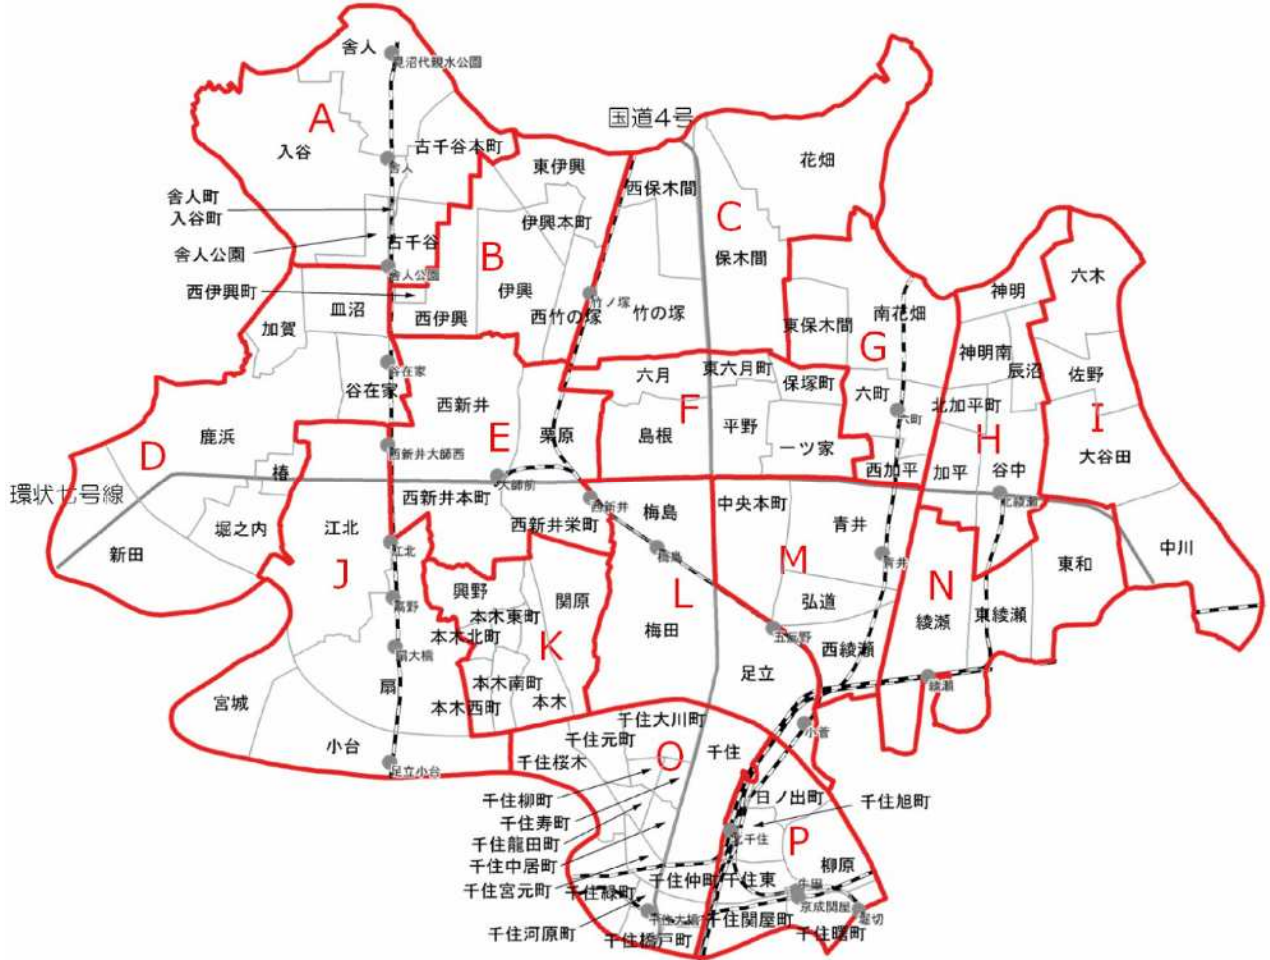 舎人
見沼代親水公園
国道4号
A
入谷
古千谷本町
舎人
東伊興
西保木間
花畑
舎人町
入谷町
伊興本町
C
舎人公園
古千谷
B
保木間
舎人公園
西伊興町
伊興
六木
神明
皿沼
加賀
西伊興
西竹の塚
竹ノ塚
竹の塚
東保木間
南花畑
G
谷在家
谷在家
六月
東六月町
保塚町
神明南
辰沼
佐野
西新井
六町
六町
北加平町
F
I
D
鹿浜
西新井大師西
E
栗原
島根
平野
一ツ家
H
大谷田
椿
大師前
西加平
加平
谷中
環状七号線
西新井本町
西新井
北綾瀬
新田
堀之内
江北
西新井栄町
梅島
中央本町
青井
中川
江北
梅島
青井
東和
J
興野
関原
L
M
N
高野
本木東町
弘道
綾瀬
東綾瀬
本木北町
扇大橋
K
梅田
五反野
西綾瀬
扇
本木南町
足立
綾瀬
宮城
本木西町
本木
千住大川町
小菅
小台
千住元町
O
千住
足立小台
千住桜木
千住柳町
日ノ出町
千住旭町
千住寿町
千住龍田町
北千住
P
千住中居町
柳原
千住宮元町
千住緑町
千住仲町
千住東
牛田
京成関屋
堀切
千住河原町
千住大橋
千住関屋町
千住曙町
千住橋戸町